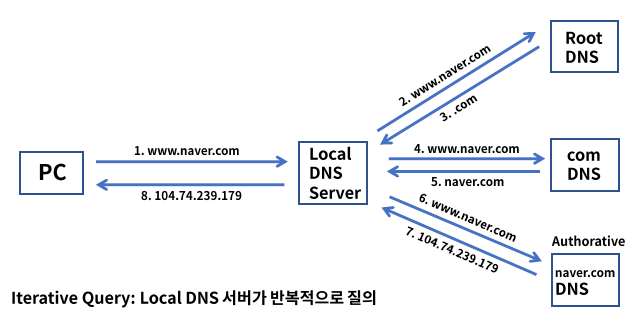 Root
DNS
2. www.naver.com
3. .com
1. www.naver.com
PC
8. 104.74.239.179
Local
DNS
Server
4. www.naver.com
5. naver.com
com
DNS
6. www.naver.com
7. 104.74.239.179
Authorative
naver.com
DNS
Iterative Query: Local DNS 서버가 반복적으로 질의